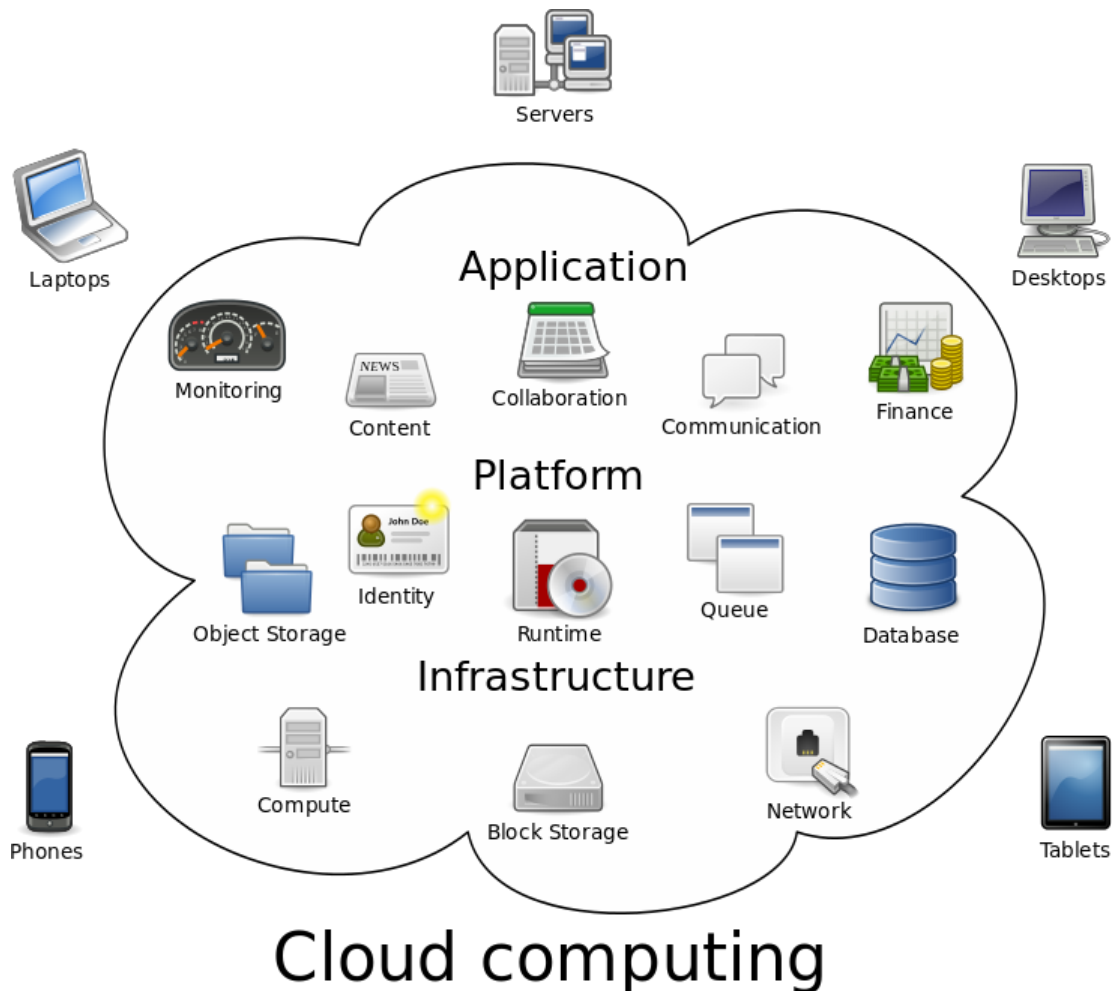 Servers
Laptops
Desktops
Application
Monitoring
NEWS
Content
Collaboration
Communication
Finance
Platform
Object Storage
John Doe
Identity
Runtime
Queue
Database
Infrastructure
Compute
Block Storage
Network
Phones
Tablets
Cloud computing